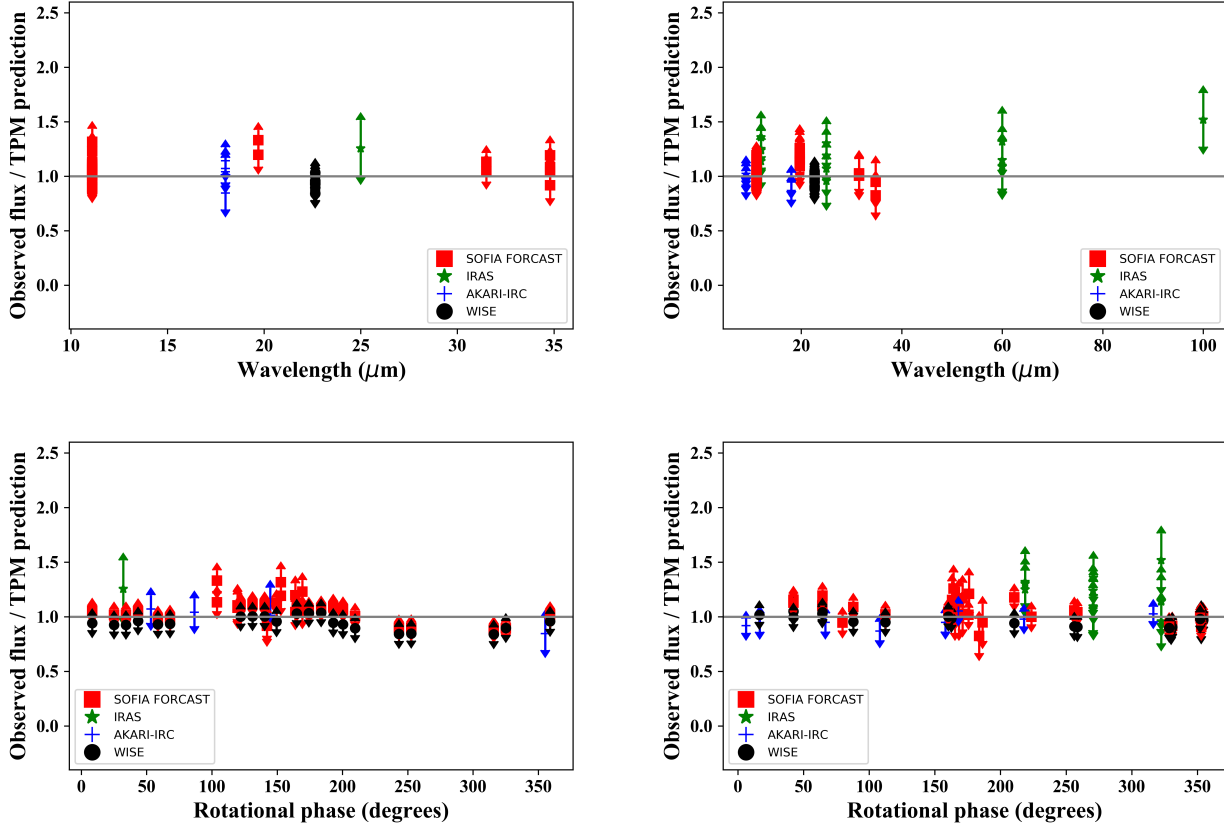 2.5
2.0
1.5
1.0
0.5
0.0
Observed flux / TPM prediction
SOFIA FORCAST
IRAS
AKARI-IRC
WISE
10 15 20 25 30 35
Wavelength (μm)
2.5
2.0
1.5
1.0
0.5
0.0
Observed flux / TPM prediction
SOFIA FORCAST
IRAS
AKARI-IRC
WISE
20 40 60 80 100
Wavelength (μm)
2.5
2.0
1.5
1.0
0.5
0.0
Observed flux / TPM prediction
SOFIA FORCAST
IRAS
AKARI-IRC
WISE
0 50 100 150 200 250 300 350
Rotational phase (degrees)
2.5
2.0
1.5
1.0
0.5
0.0
Observed flux / TPM prediction
SOFIA FORCAST
IRAS
AKARI-IRC
WISE
0 50 100 150 200 250 300 350
Rotational phase (degrees)